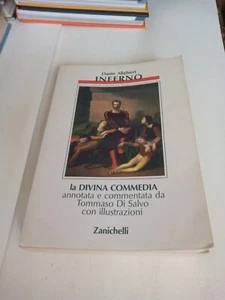 Dante Alighieri
INFERNO
la DIVINA COMMEDIA
annotata e commentata da
Tommaso Di Salvo
con illustrazioni
Zanichelli